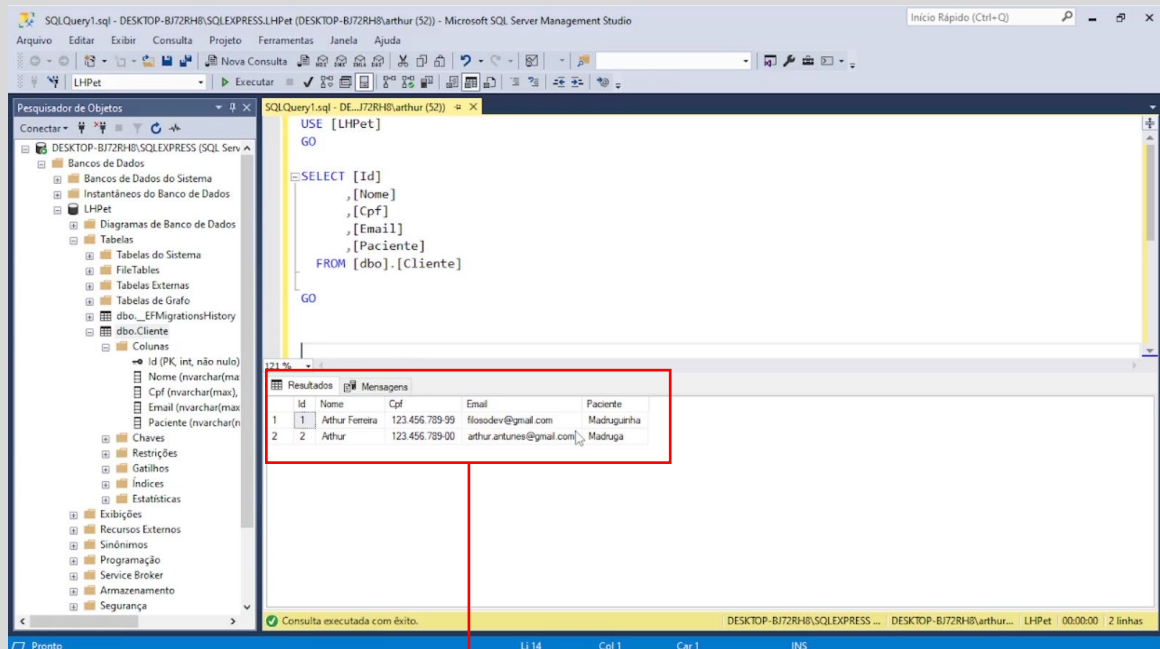 SQLQuery1.sql - DESKTOP-BJ72RH8\SQLEXPRESS.LHPet (DESKTOP-BJ72RH8\arthur (52)) - Microsoft SQL Server Management Studio
Início Rápido (Ctrl+Q)
Arquivo Editar Exibir Consulta Projeto Ferramentas Janela Ajuda
Nova Consulta
LHPet Executar
Pesquisador de Objetos
Conectar
DESKTOP-BJ72RH8\SQLEXPRESS (SQL Serv
Bancos de Dados
Bancos de Dados do Sistema
Instantâneos do Banco de Dados
LHPet
Diagramas de Banco de Dados
Tabelas
Tabelas do Sistema
FileTables
Tabelas Externas
Tabelas de Grafo
dbo.__EFMigrationsHistory
dbo.Cliente
Colunas
Id (PK, int, não nulo)
Nome (nvarchar(ma
Cpf (nvarchar(max),
Email (nvarchar(max
Paciente (nvarchar(n
Chaves
Restrições
Gatilhos
Índices
Estatísticas
Exibições
Recursos Externos
Sinônimos
Programação
Service Broker
Armazenamento
Segurança
SQLQuery1.sql - DE...J72RH8\arthur (52))
USE [LHPet]
GO
SELECT [Id]
,[Nome]
,[Cpf]
,[Email]
,[Paciente]
FROM [dbo].[Cliente]
GO
121 %
Resultados Mensagens
Id Nome Cpf Email Paciente
1 1 Arthur Ferreira 123.456.789-99 filosodev@gmail.com Madruguinha
2 2 Arthur 123.456.789-00 arthur.antunes@gmail.com Madruga
Consulta executada com êxito.
DESKTOP-BJ72RH8\SQLEXPRESS ... DESKTOP-BJ72RH8\arthur... LHPet 00:00:00 2 linhas
Pronto Li 14 Col 1 Car 1 INS